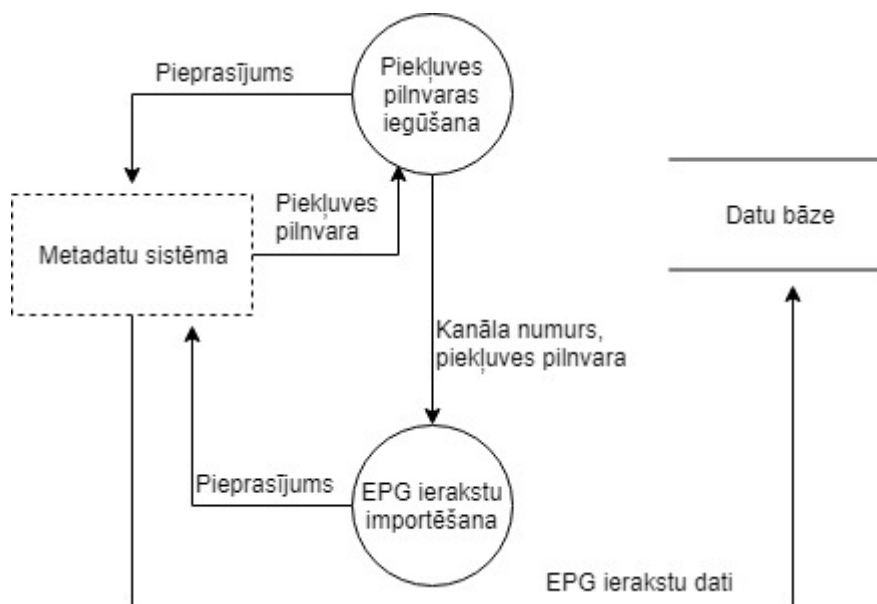 Pieprasījums
Piekļuves
pilnvaras
iegūšana
Metadatu sistēma
Piekļuves
pilnvara
Datu bāze
Kanāla numurs,
piekļuves pilnvara
Pieprasījums
EPG ierakstu
importēšana
EPG ierakstu dati